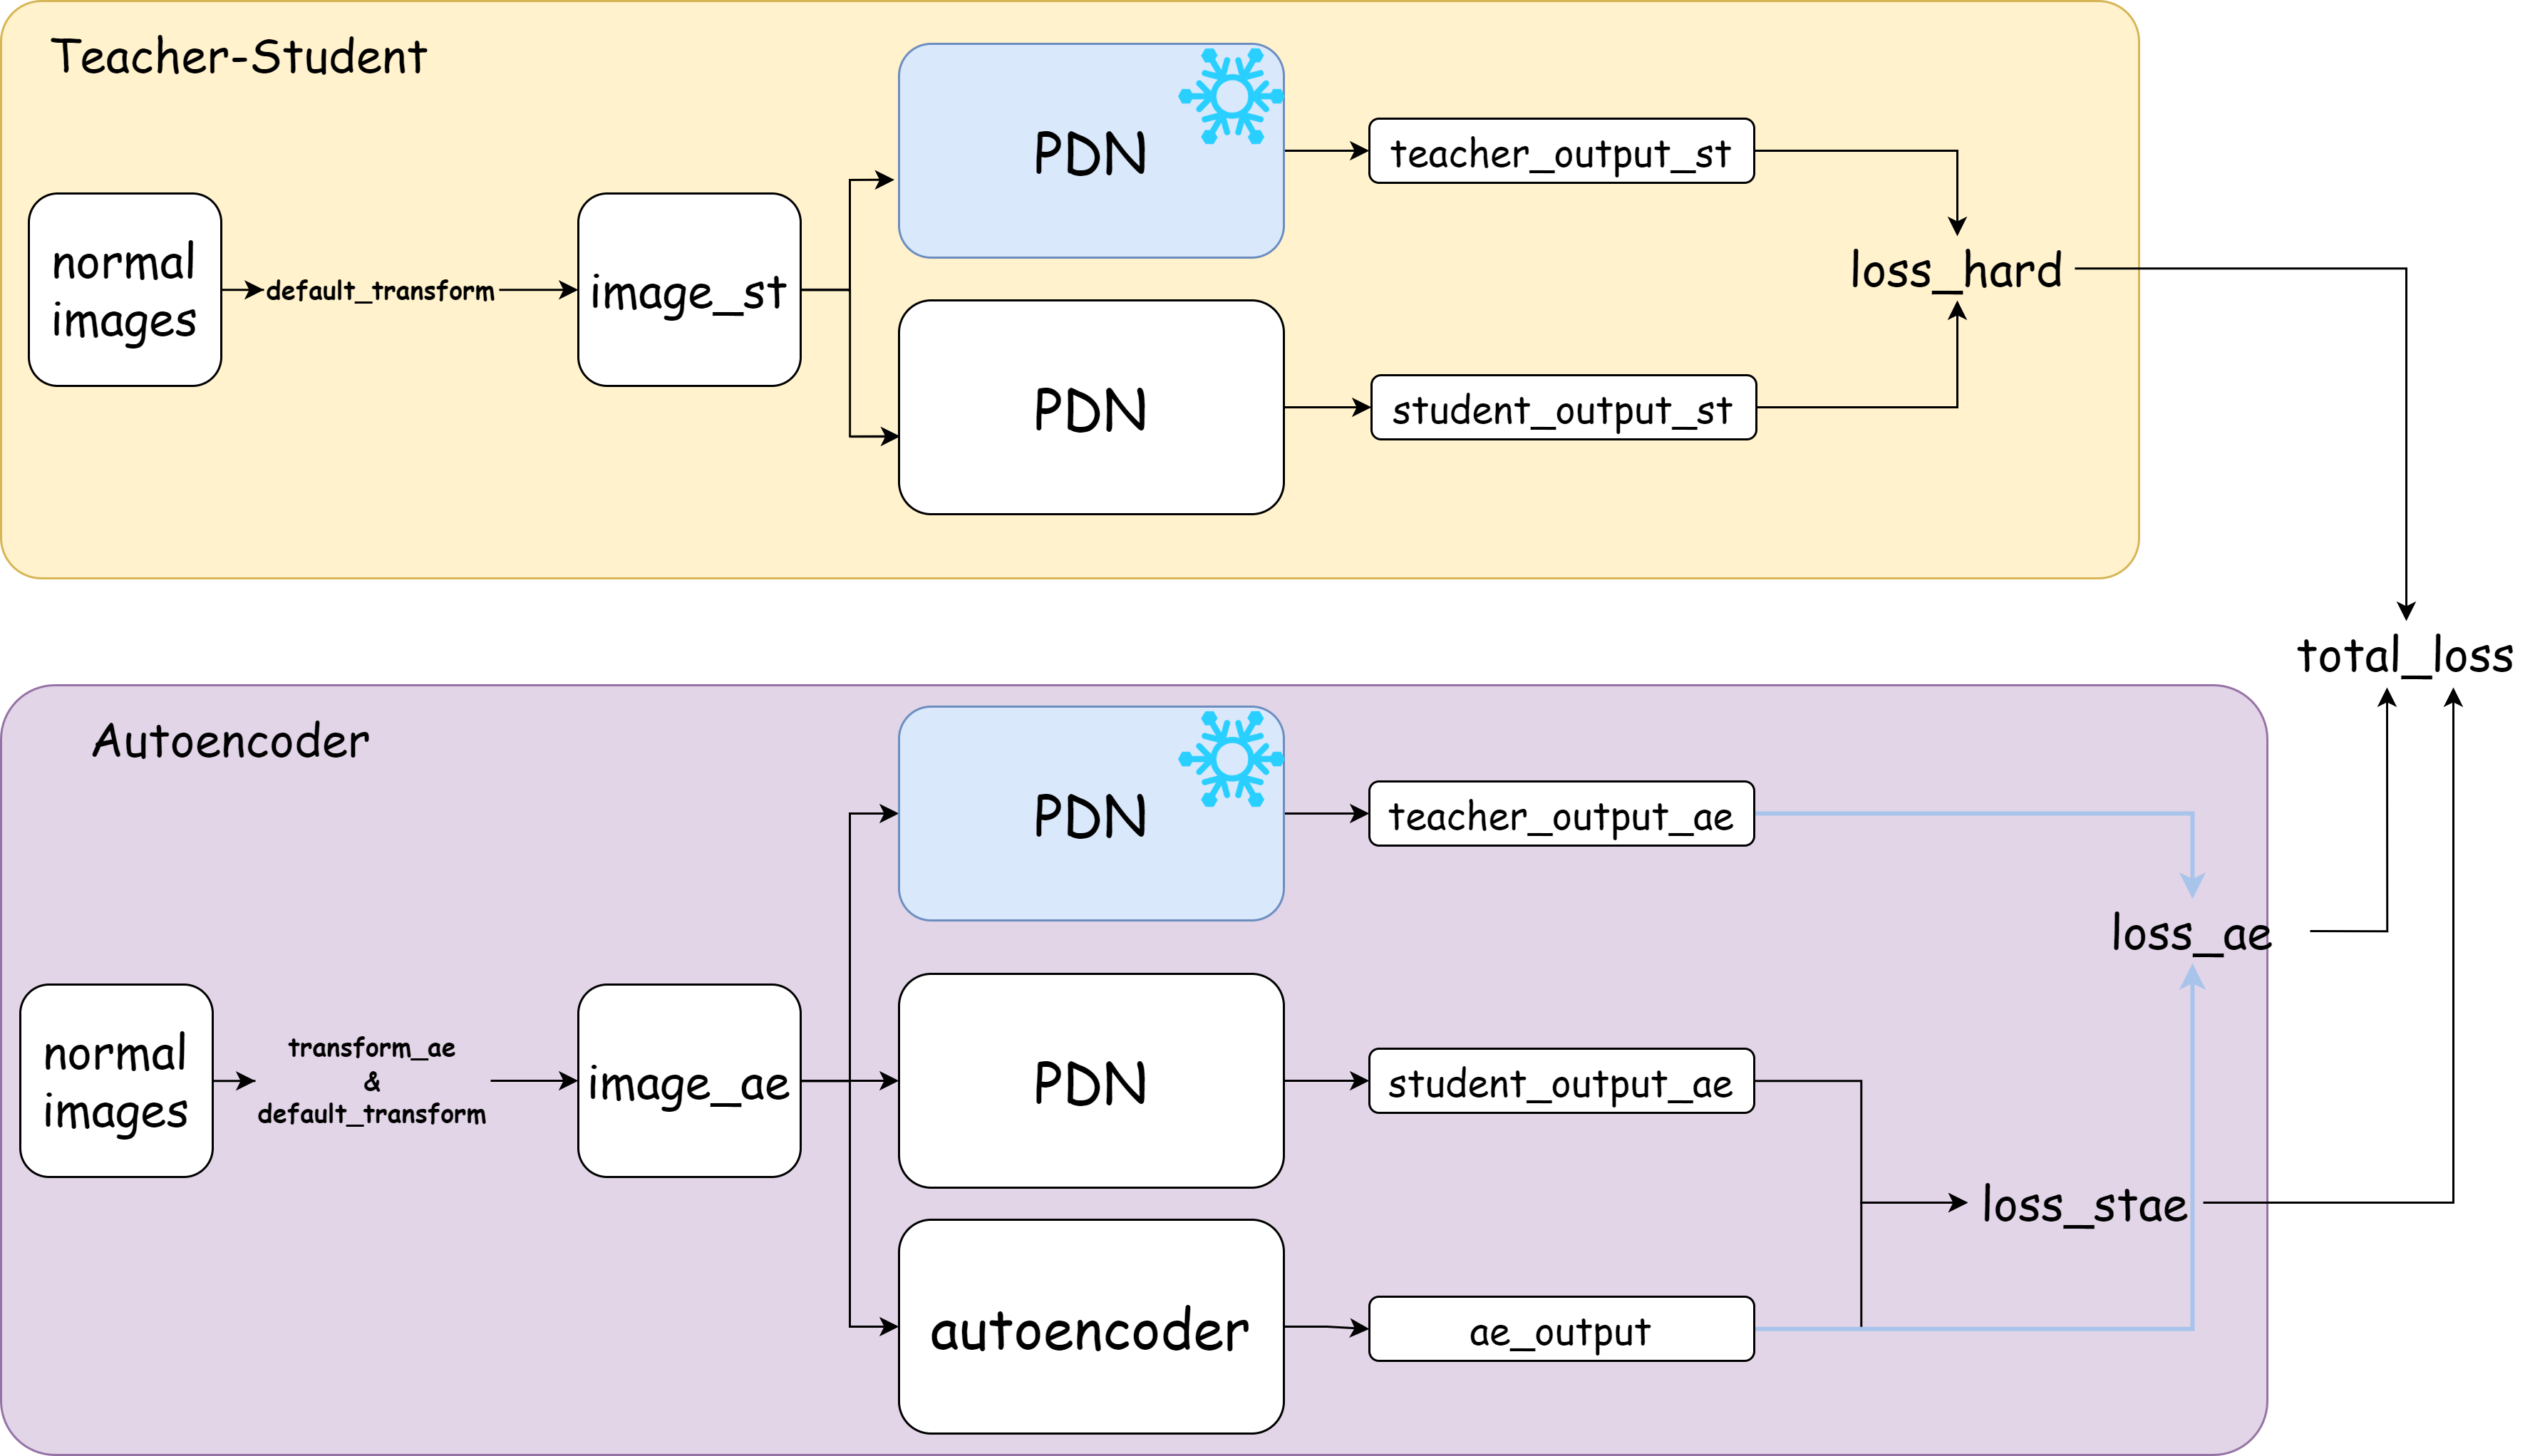 Teacher-Student
normal
images
default_transform
image_st
PDN
teacher_output_st
PDN
student_output_st
loss_hard
total_loss
Autoencoder
normal
images
transform_ae
&
default_transform
image_ae
PDN
teacher_output_ae
loss_ae
PDN
student_output_ae
loss_stae
autoencoder
ae_output